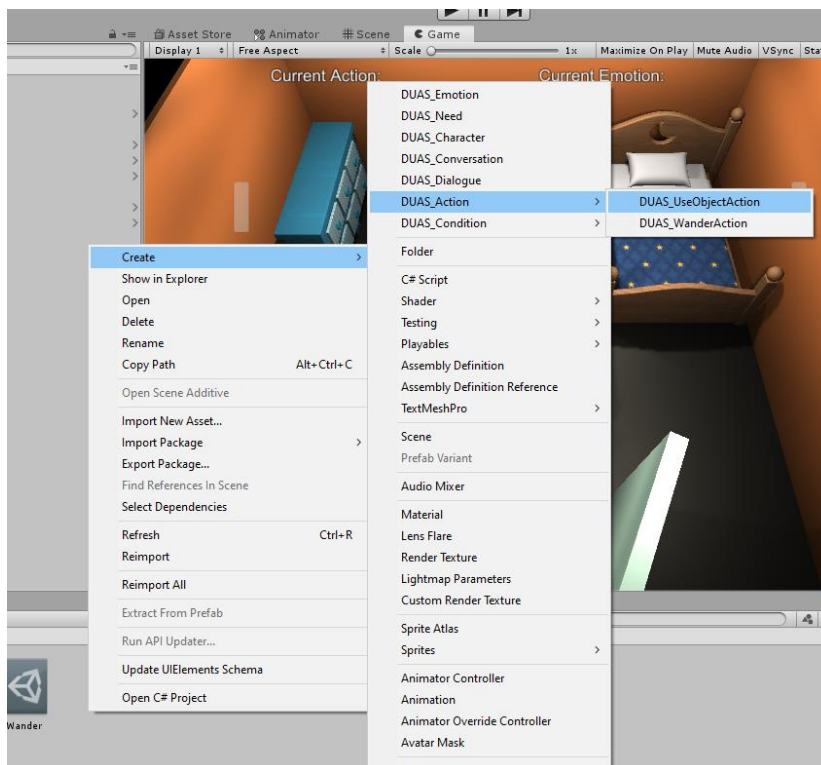 Asset Store Animator Scene Game
Display 1 Free Aspect Scale 1x Maximize On Play Mute Audio VSync
Current Action: Current Emotion:
DUAS_Emotion
DUAS_Need
DUAS_Character
DUAS_Conversation
DUAS_Dialogue
DUAS_Action
DUAS_Condition
DUAS_UseObjectAction
DUAS_WanderAction
Folder
C# Script
Shader
Testing
Playables
Assembly Definition
Assembly Definition Reference
TextMeshPro
Scene
Prefab Variant
Audio Mixer
Material
Lens Flare
Render Texture
Lightmap Parameters
Custom Render Texture
Sprite Atlas
Sprites
Animator Controller
Animation
Animator Override Controller
Avatar Mask
Create
Show in Explorer
Open
Delete
Rename
Copy Path Alt+Ctrl+C
Open Scene Additive
Import New Asset...
Import Package
Export Package...
Find References In Scene
Select Dependencies
Refresh Ctrl+R
Reimport
Reimport All
Extract From Prefab
Run API Updater...
Update UIElements Schema
Open C# Project
Wander